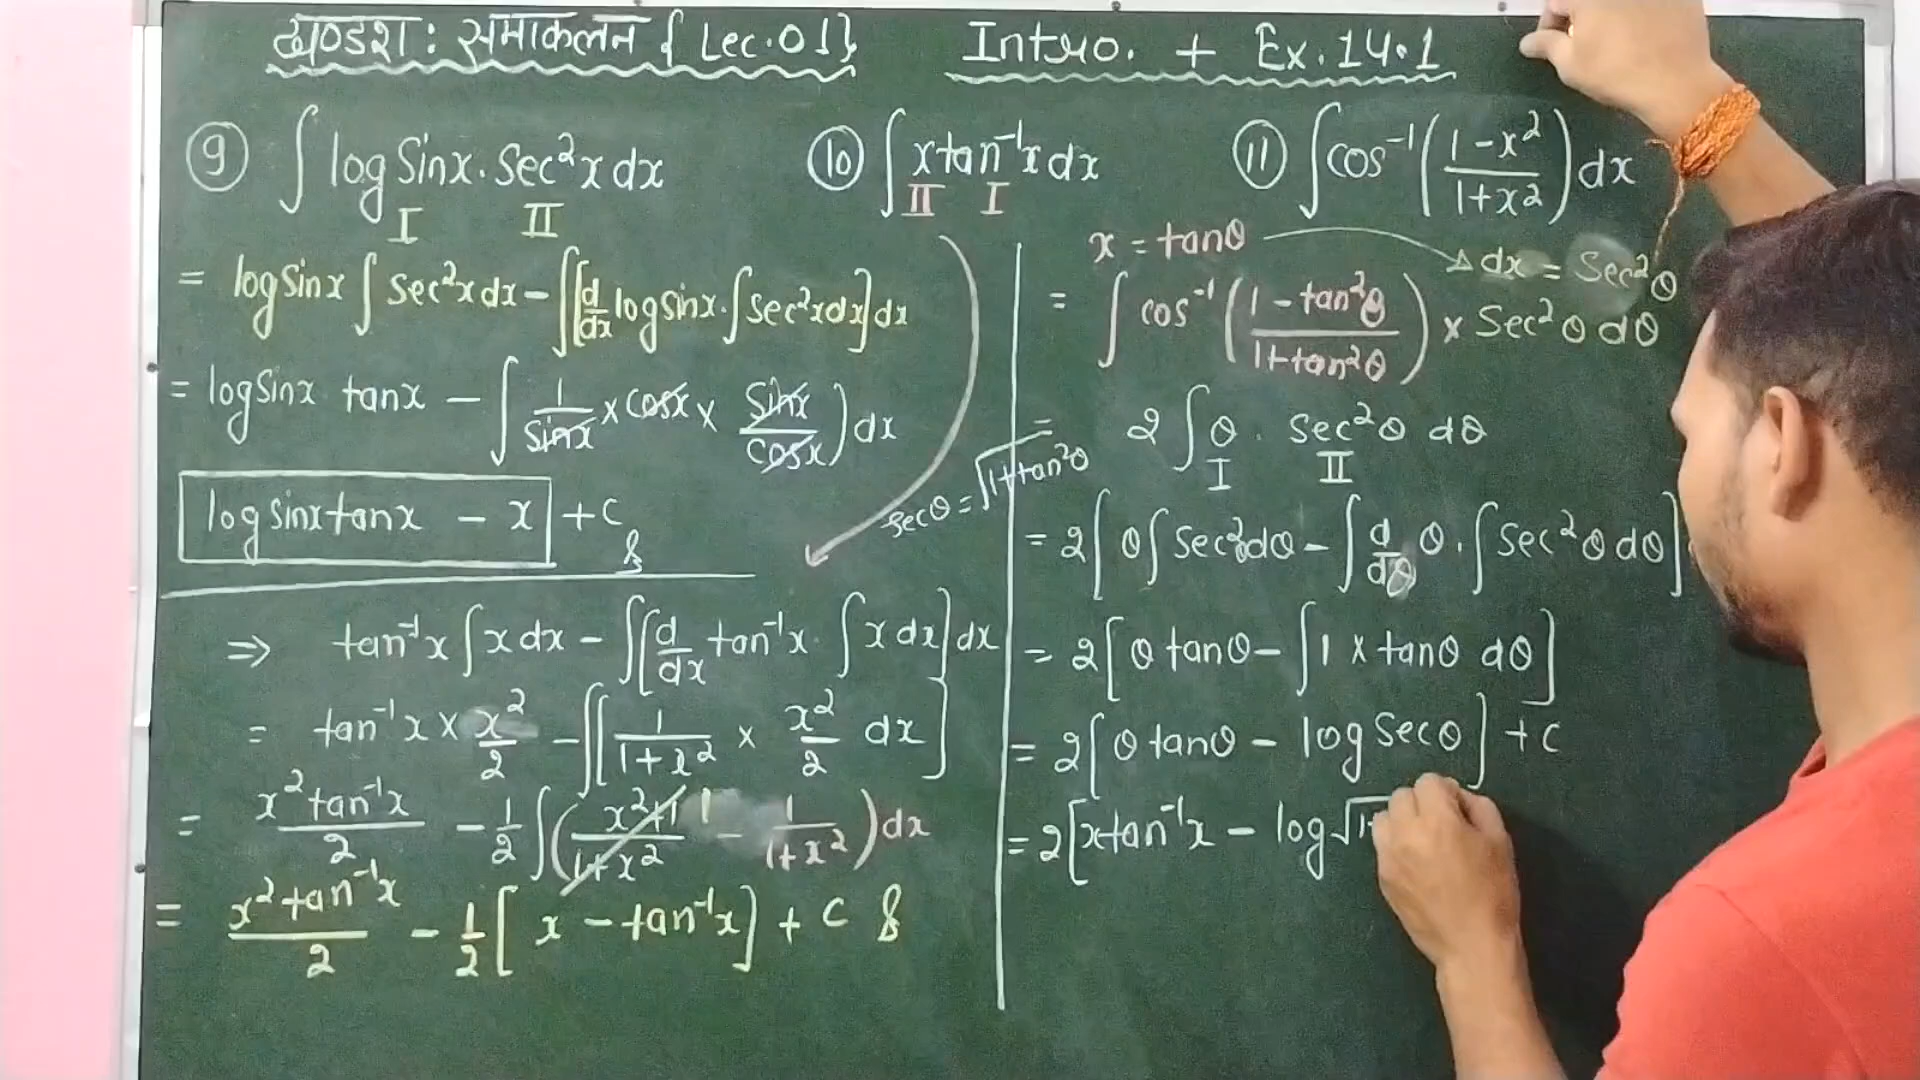 खण्डशः समाकलन {Lec.01} Intro. + Ex.14.1
⑨ ∫ log Sinx . Sec²x dx
I II
= log Sinx ∫ Sec²x dx − ∫[d/dx log sinx . ∫ Sec²x dx] dx
= log Sinx tanx − ∫ 1/Sinx × cosx × Sinx/cosx) dx
log sinx tanx − x + c
⑩ ∫ x tan⁻¹x dx
II I
⇒ tan⁻¹x ∫ x dx − ∫[d/dx tan⁻¹x . ∫ x dx] dx
= tan⁻¹x × x²/2 − ∫[1/1+x² × x²/2 dx]
= x² tan⁻¹x/2 − 1/2 ∫(x²+1/1+x² 1 − 1/1+x²) dx
= x² tan⁻¹x/2 − 1/2 [x − tan⁻¹x] + c
⑪ ∫ cos⁻¹(1−x²/1+x²) dx
x = tanθ dx = Sec²θ
= ∫ cos⁻¹(1 − tan²θ/1+tan²θ) × Sec²θ dθ
= 2 ∫ θ . Sec²θ dθ
I II
secθ = √1+tan²θ
= 2[θ ∫ Sec²θ dθ − ∫ d/dθ θ . ∫ Sec²θ dθ]
= 2[θ tanθ − ∫ 1 × tanθ dθ]
= 2[θ tanθ − log Secθ] + c
= 2[x tan⁻¹x − log √1+